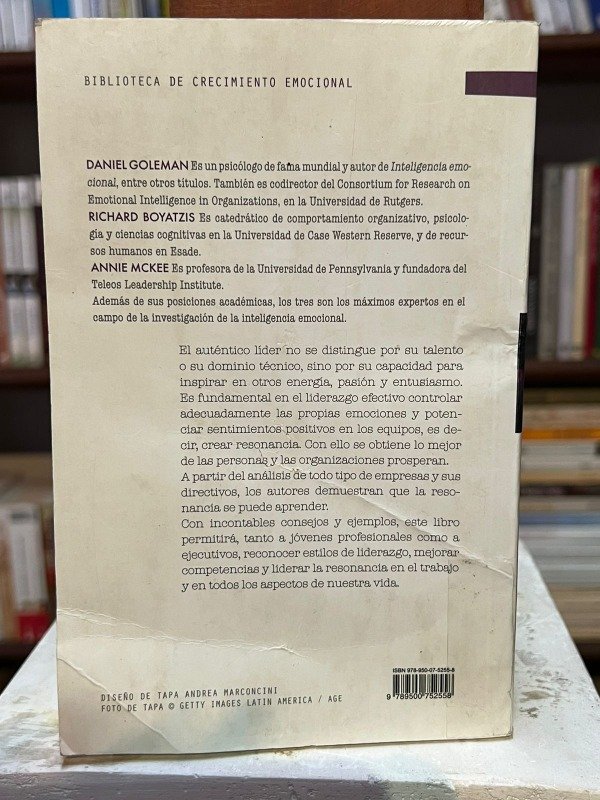 BIBLIOTECA DE CRECIMIENTO EMOCIONAL
DANIEL GOLEMAN Es un psicólogo de fama mundial y autor de Inteligencia emo-
cional, entre otros títulos. También es codirector del Consortium for Research on
Emotional Intelligence in Organizations, en la Universidad de Rutgers.
RICHARD BOYATZIS Es catedrático de comportamiento organizativo, psicolo-
gía y ciencias cognitivas en la Universidad de Case Western Reserve, y de recur-
sos humanos en Esade.
ANNIE MCKEE Es profesora de la Universidad de Pennsylvania y fundadora del
Teleos Leadership Institute.
Además de sus posiciones académicas, los tres son los máximos expertos en el
campo de la investigación de la inteligencia emocional.
El auténtico líder no se distingue por su talento
o su dominio técnico, sino por su capacidad para
inspirar en otros energía, pasión y entusiasmo.
Es fundamental en el liderazgo efectivo controlar
adecuadamente las propias emociones y poten-
ciar sentimientos positivos en los equipos, es de-
cir, crear resonancia. Con ello se obtiene lo mejor
de las personas y las organizaciones prosperan.
A partir del análisis de todo tipo de empresas y sus
directivos, los autores demuestran que la reso-
nancia se puede aprender.
Con incontables consejos y ejemplos, este libro
permitirá, tanto a jóvenes profesionales como a
ejecutivos, reconocer estilos de liderazgo, mejorar
competencias y liderar la resonancia en el trabajo
y en todos los aspectos de nuestra vida.
ISBN 978-950-07-5255-8
9 789500 752558
DISEÑO DE TAPA ANDREA MARCONCINI
FOTO DE TAPA © GETTY IMAGES LATIN AMERICA / AGE